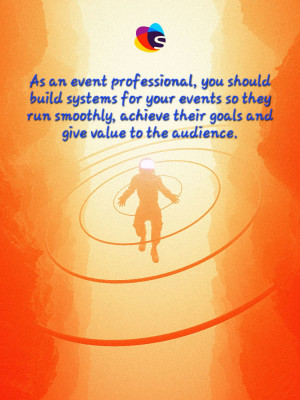 S
As an event professional, you should
build systems for your events so they
run smoothly, achieve their goals and
give value to the audience.